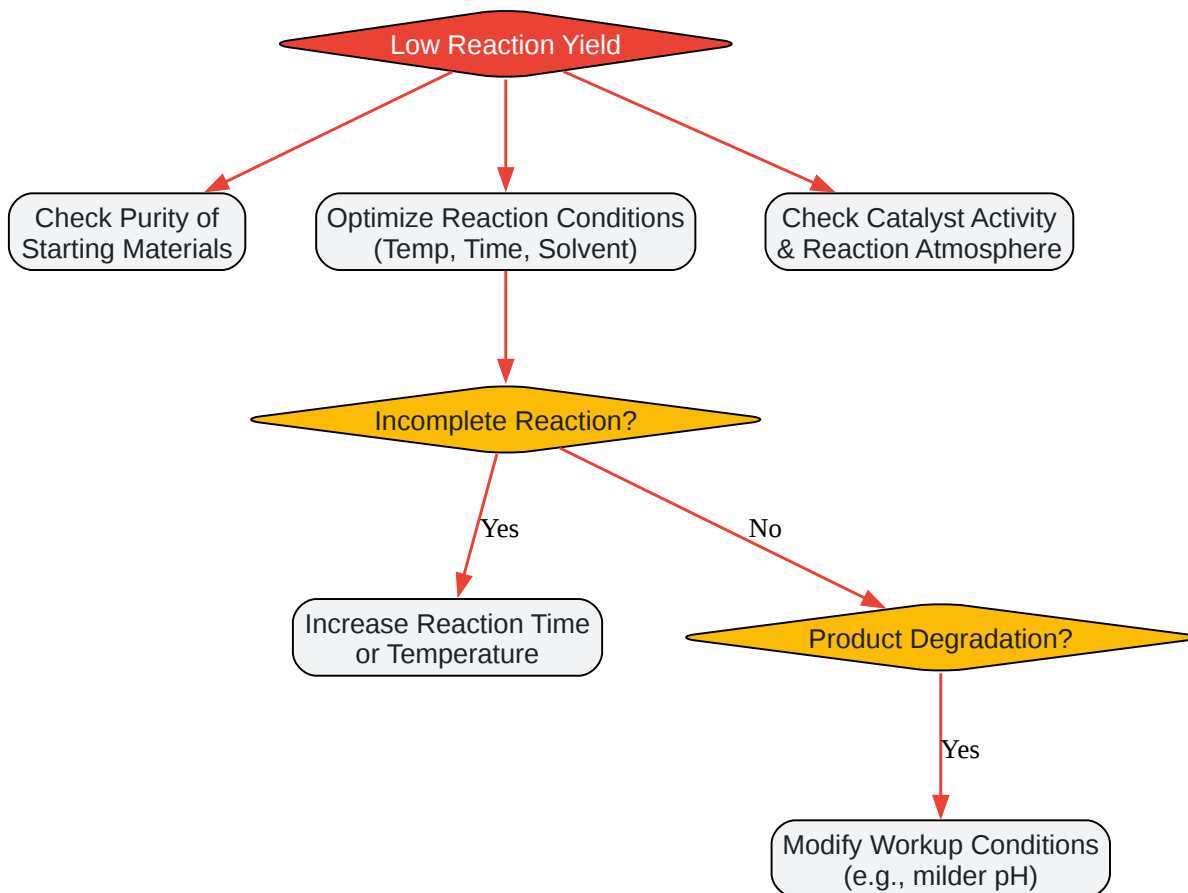 Low Reaction Yield
Check Purity of
Starting Materials
Optimize Reaction Conditions
(Temp, Time, Solvent)
Check Catalyst Activity
& Reaction Atmosphere
Incomplete Reaction?
Yes
No
Increase Reaction Time
or Temperature
Product Degradation?
Yes
Modify Workup Conditions
(e.g., milder pH)